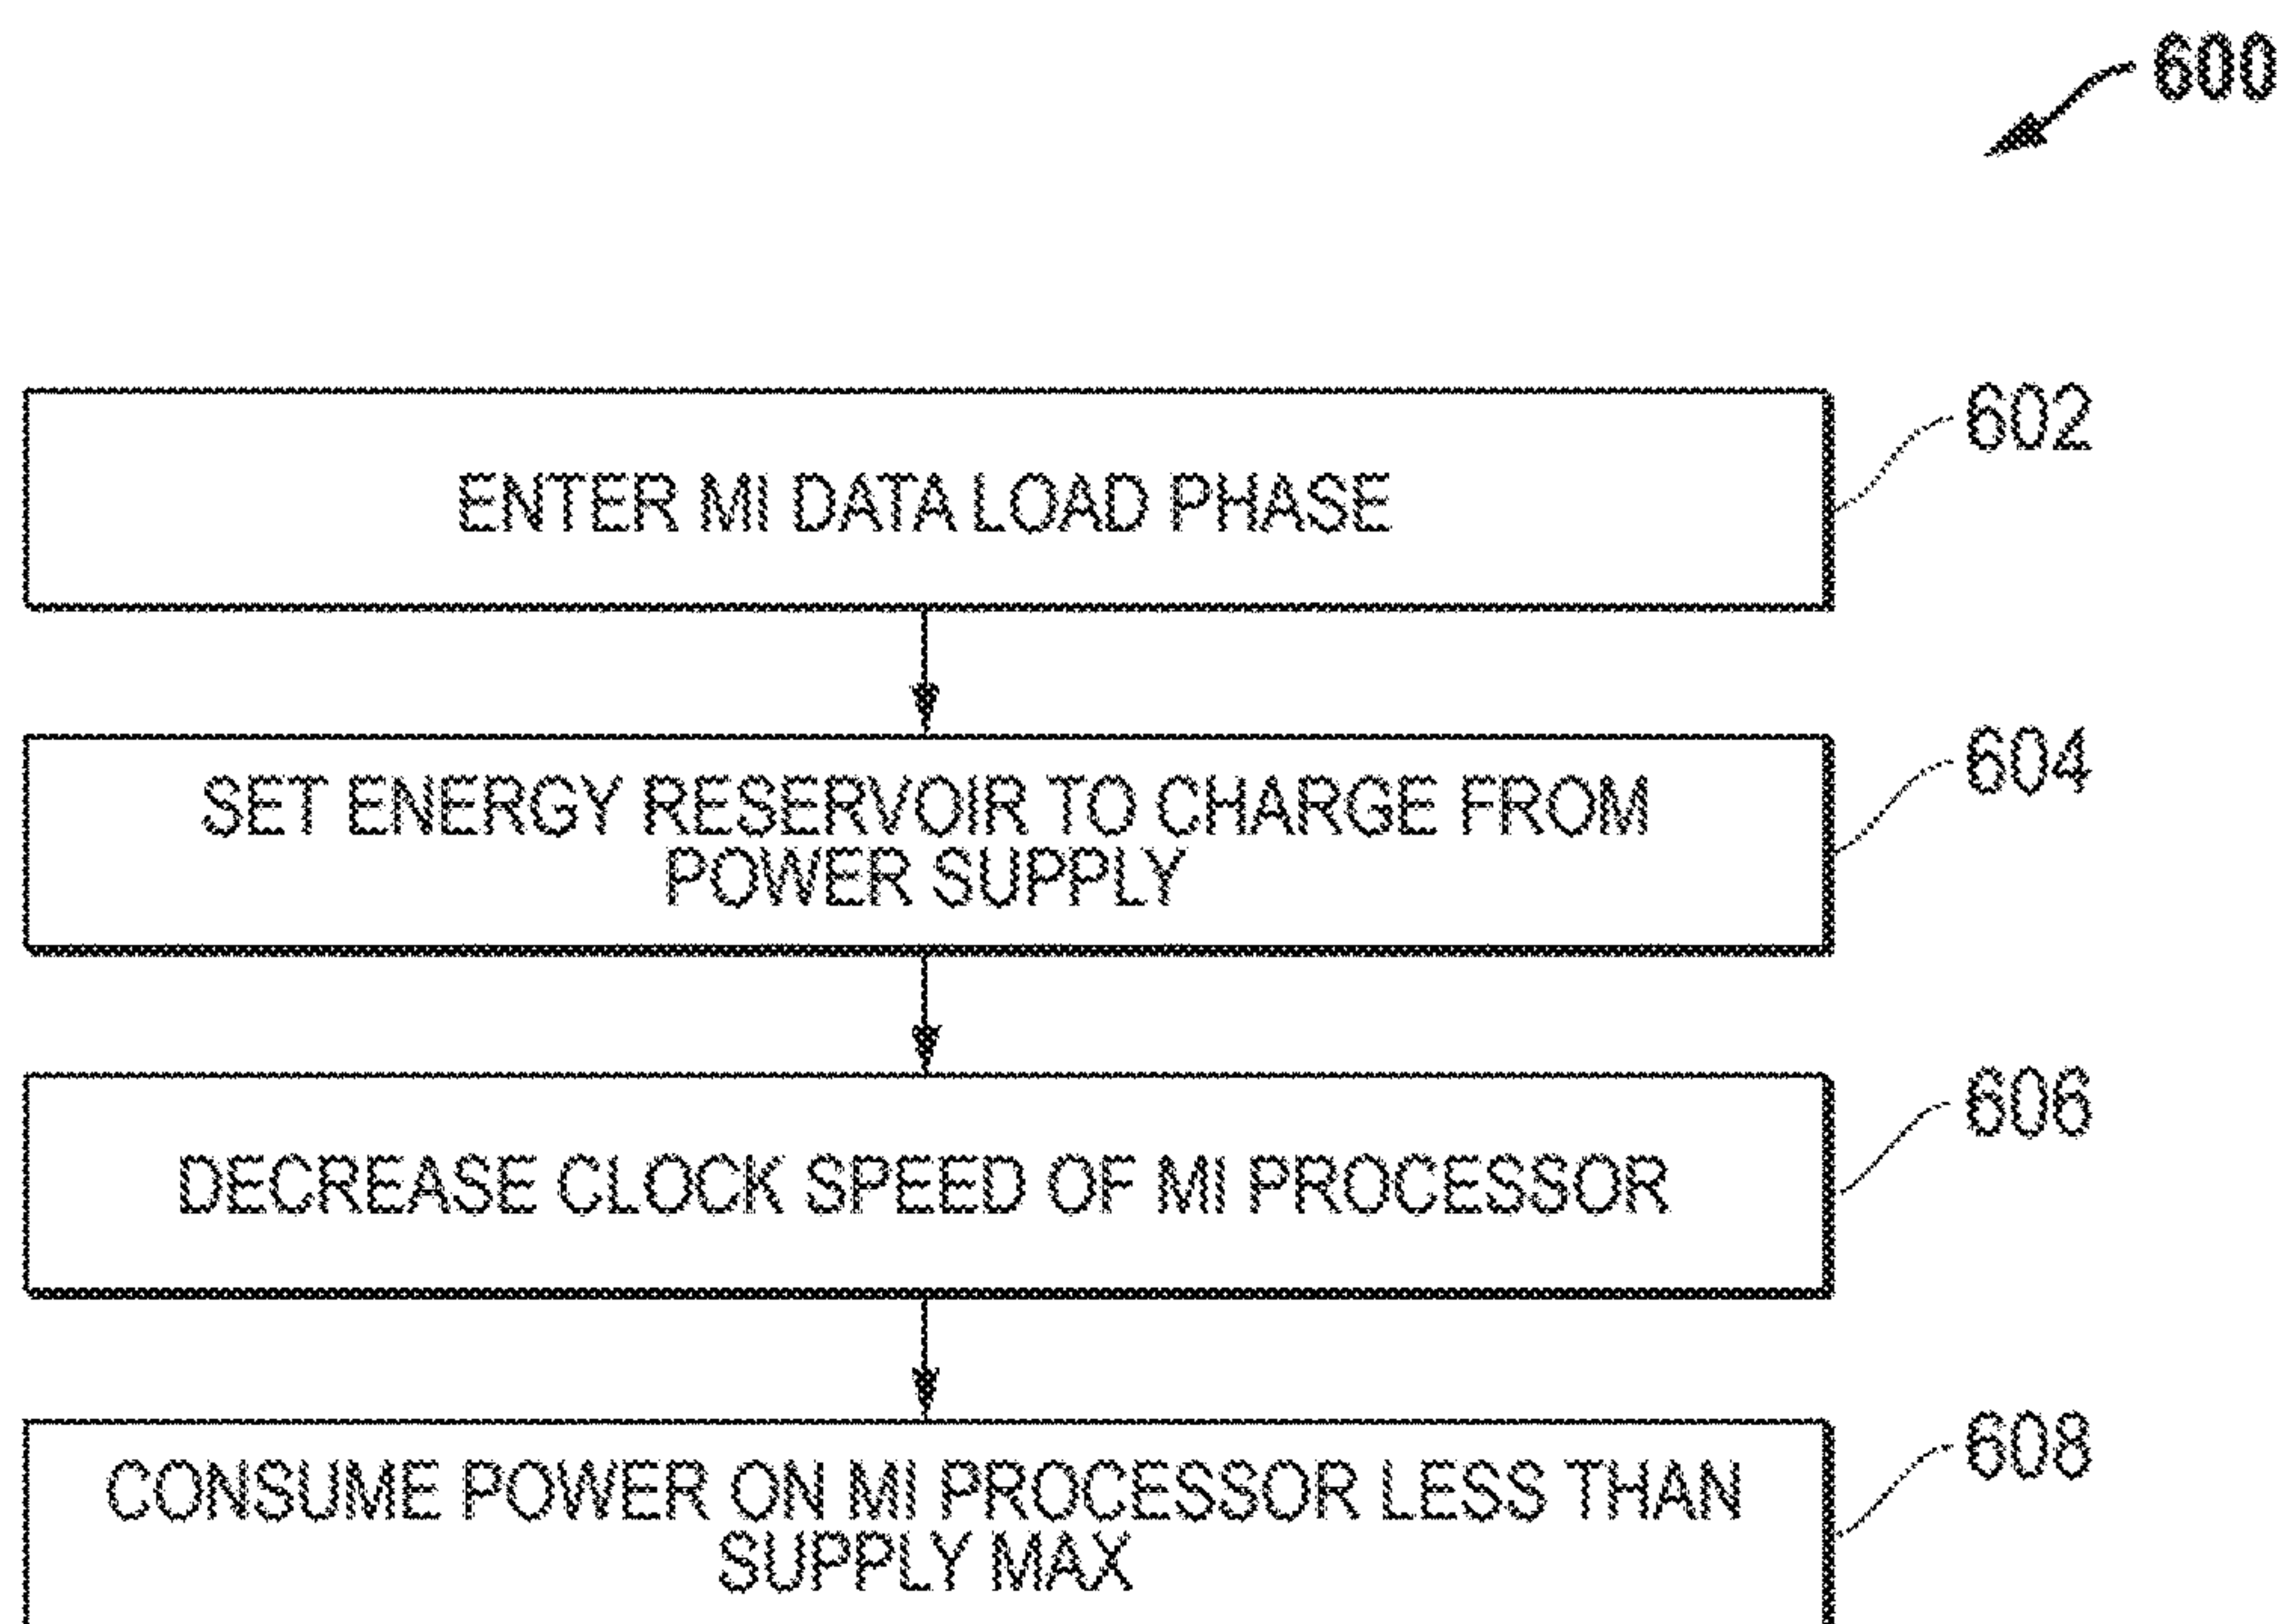 600
ENTER MI DATA LOAD PHASE
602
SET ENERGY RESERVOIR TO CHARGE FROM
POWER SUPPLY
604
DECREASE CLOCK SPEED OF MI PROCESSOR
606
CONSUME POWER ON MI PROCESSOR LESS THAN
SUPPLY MAX
608